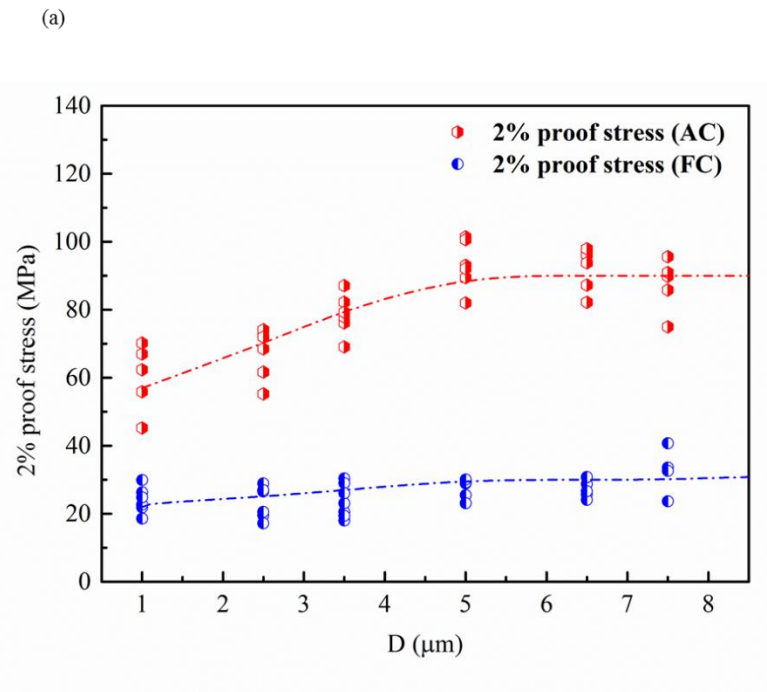 (a)
140
2% proof stress (AC)
2% proof stress (FC)
120
100
80
60
40
20
0
2% proof stress (MPa)
1 2 3 4 5 6 7 8
D (μm)